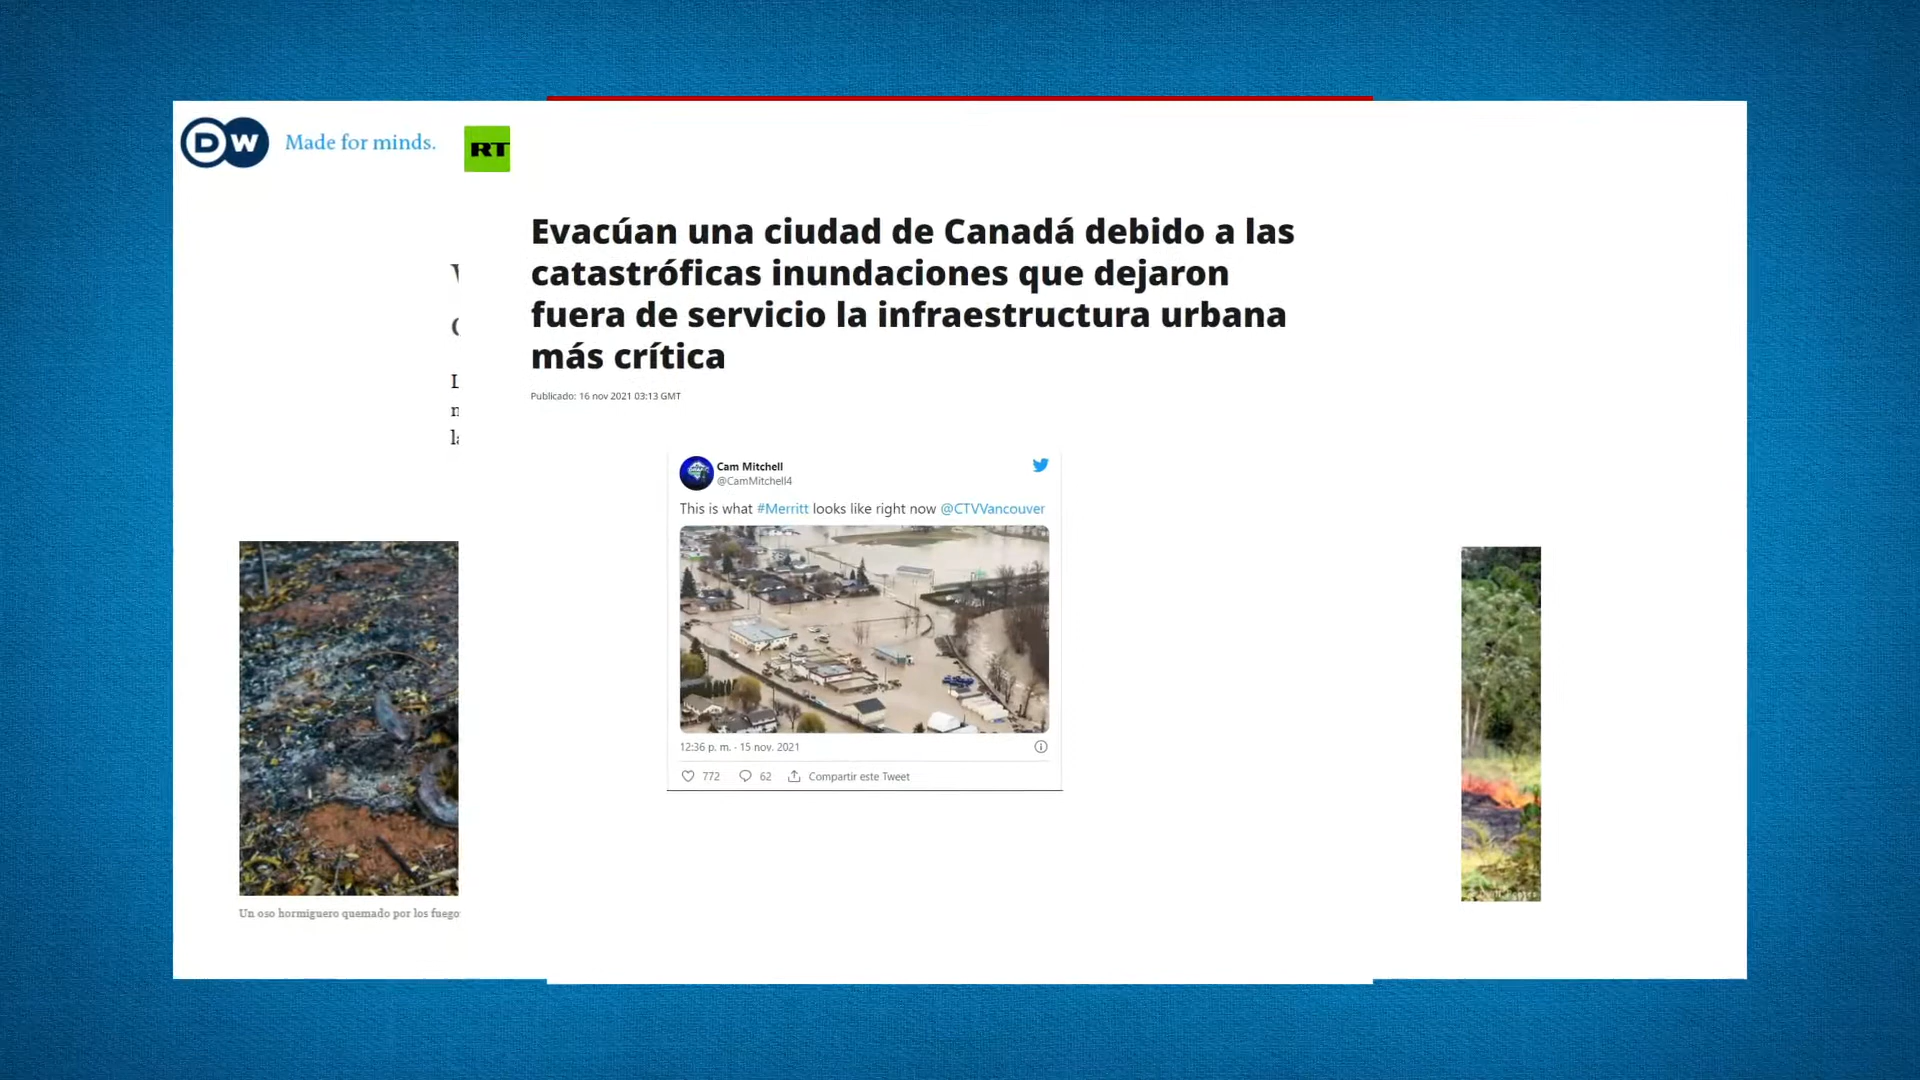 DW Made for minds.
RT
Evacúan una ciudad de Canadá debido a las
catastróficas inundaciones que dejaron
fuera de servicio la infraestructura urbana
más crítica
Publicado: 16 nov 2021 03:13 GMT
Cam Mitchell
@CamMitchell4
This is what #Merritt looks like right now @CTVVancouver
12:36 p. m. · 15 nov. 2021
772 62 Compartir este Tweet
Un oso hormiguero quemado por los fuego